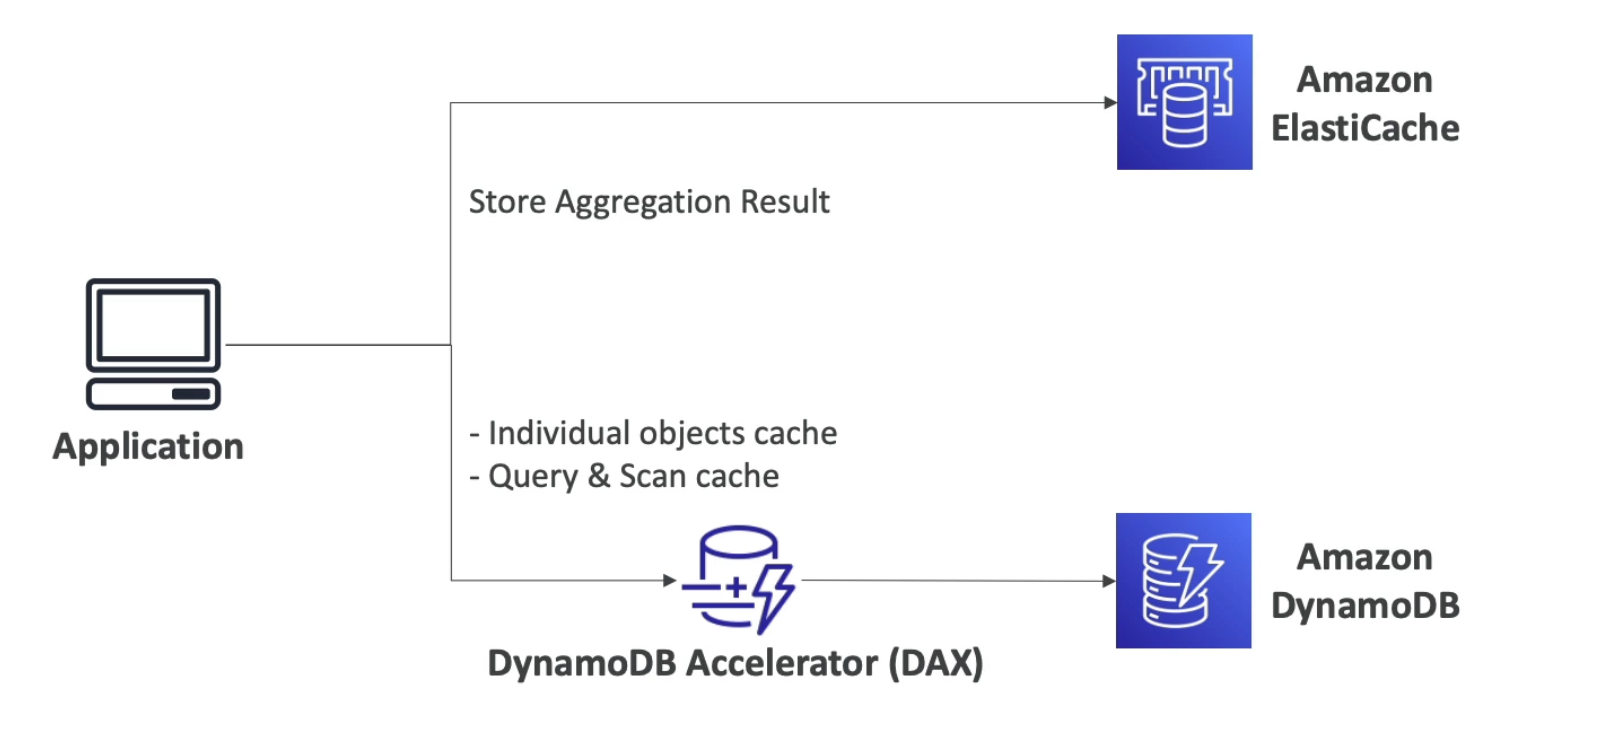 Amazon
ElastiCache
Store Aggregation Result
Application
- Individual objects cache
- Query & Scan cache
DynamoDB Accelerator (DAX)
Amazon
DynamoDB